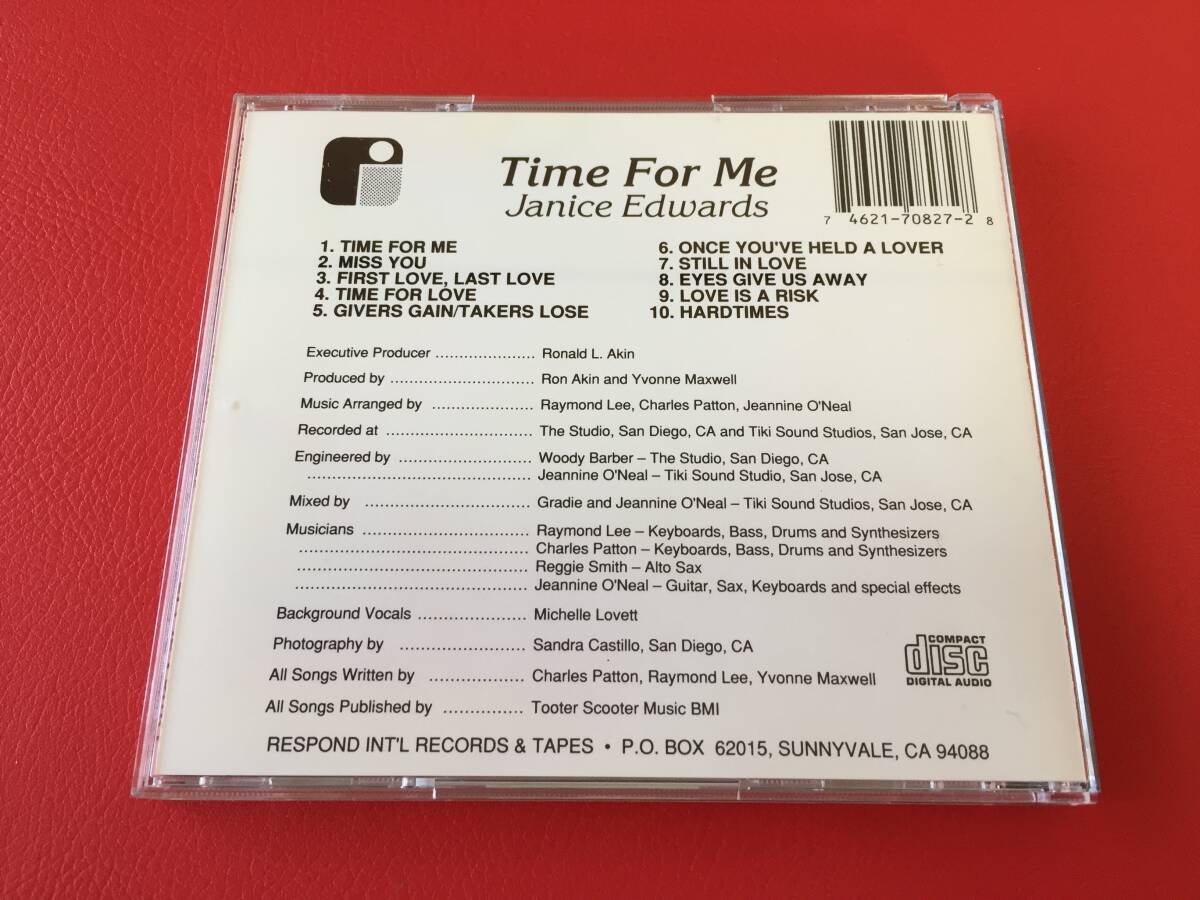 Time For Me
Janice Edwards
7 4621-70827-2 8
1. TIME FOR ME
2. MISS YOU
3. FIRST LOVE, LAST LOVE
4. TIME FOR LOVE
5. GIVERS GAIN/TAKERS LOSE
6. ONCE YOU'VE HELD A LOVER
7. STILL IN LOVE
8. EYES GIVE US AWAY
9. LOVE IS A RISK
10. HARDTIMES
Executive Producer .................... Ronald L. Akin
Produced by ............................. Ron Akin and Yvonne Maxwell
Music Arranged by .................... Raymond Lee, Charles Patton, Jeannine O'Neal
Recorded at ............................. The Studio, San Diego, CA and Tiki Sound Studios, San Jose, CA
Engineered by .......................... Woody Barber – The Studio, San Diego, CA
............................................. Jeannine O'Neal – Tiki Sound Studio, San Jose, CA
Mixed by ................................. Gradie and Jeannine O'Neal – Tiki Sound Studios, San Jose, CA
Musicians ................................ Raymond Lee – Keyboards, Bass, Drums and Synthesizers
.............................................. Charles Patton – Keyboards, Bass, Drums and Synthesizers
.............................................. Reggie Smith – Alto Sax
.............................................. Jeannine O'Neal – Guitar, Sax, Keyboards and special effects
Background Vocals ..................... Michelle Lovett
Photography by ......................... Sandra Castillo, San Diego, CA
All Songs Written by ................... Charles Patton, Raymond Lee, Yvonne Maxwell
All Songs Published by ................ Tooter Scooter Music BMI
COMPACT
disc
DIGITAL AUDIO
RESPOND INT'L RECORDS & TAPES • P.O. BOX 62015, SUNNYVALE, CA 94088